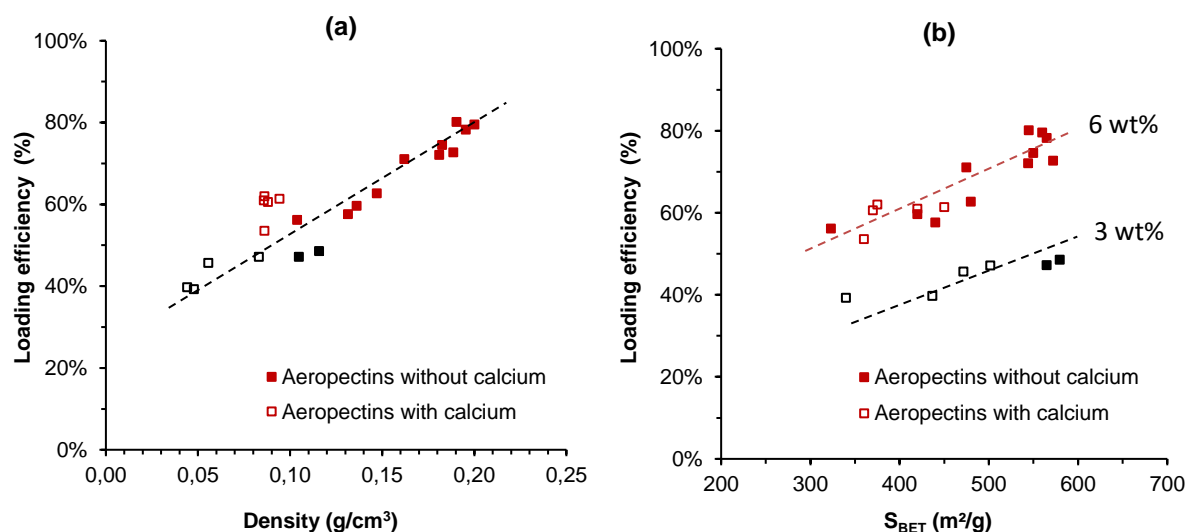 (a)
Loading efficiency (%)
100%
80%
60%
40%
20%
0%
0,00 0,05 0,10 0,15 0,20 0,25
Density (g/cm³)
Aeropectins without calcium
Aeropectins with calcium
(b)
Loading efficiency (%)
100%
80%
60%
40%
20%
0%
200 300 400 500 600 700
S_BET (m²/g)
6 wt%
3 wt%
Aeropectins without calcium
Aeropectins with calcium